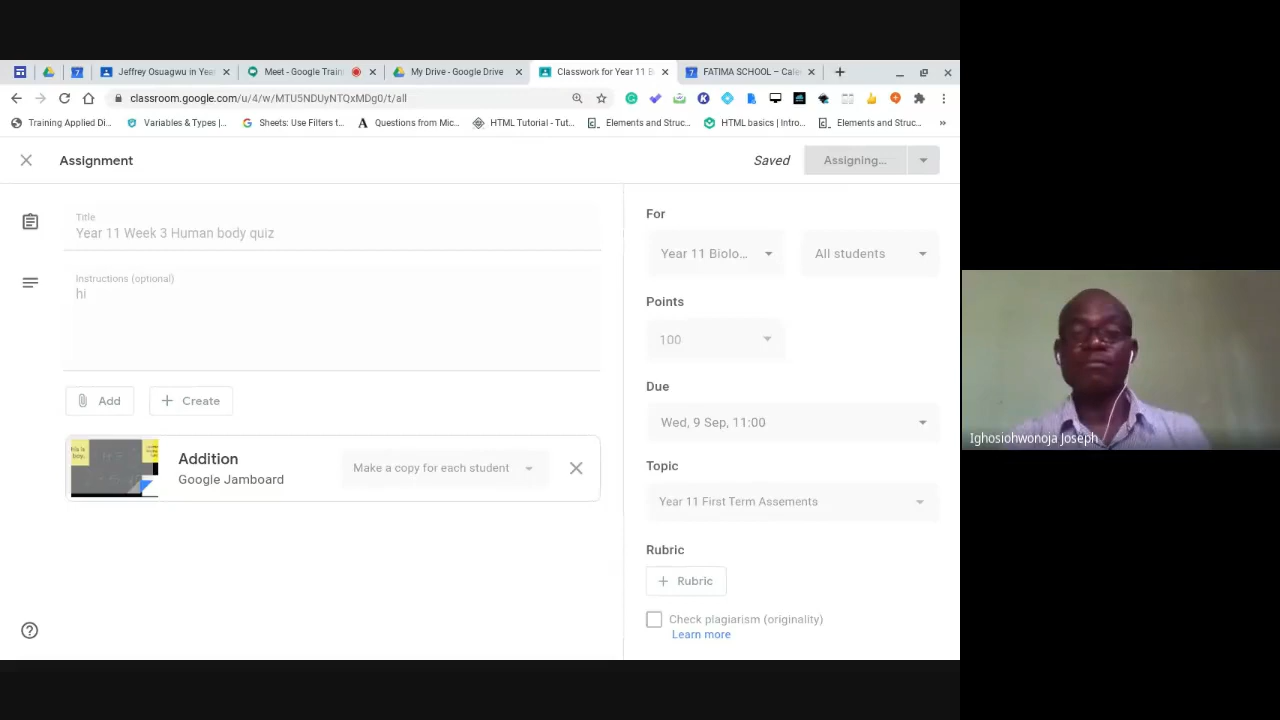 Jeffrey Osuagwu in Yea
Meet - Google Train
My Drive - Google Drive
Classwork for Year 11 B
FATIMA SCHOOL – Cale
classroom.google.com/u/4/w/MTU5NDUyNTQxMDg0/t/all
Training Applied Di...
Variables & Types |...
Sheets: Use Filters t...
Questions from Mic...
HTML Tutorial - Tut...
Elements and Struc...
HTML basics | Intro...
Elements and Struc...
»
Assignment
Saved
Assigning...
Title
Year 11 Week 3 Human body quiz
Instructions (optional)
hi
Add
Create
Addition
Google Jamboard
Make a copy for each student
For
Year 11 Biolo...
All students
Points
100
Due
Wed, 9 Sep, 11:00
Topic
Year 11 First Term Assements
Rubric
+ Rubric
Check plagiarism (originality)
Learn more
Ighosiohwonoja Joseph